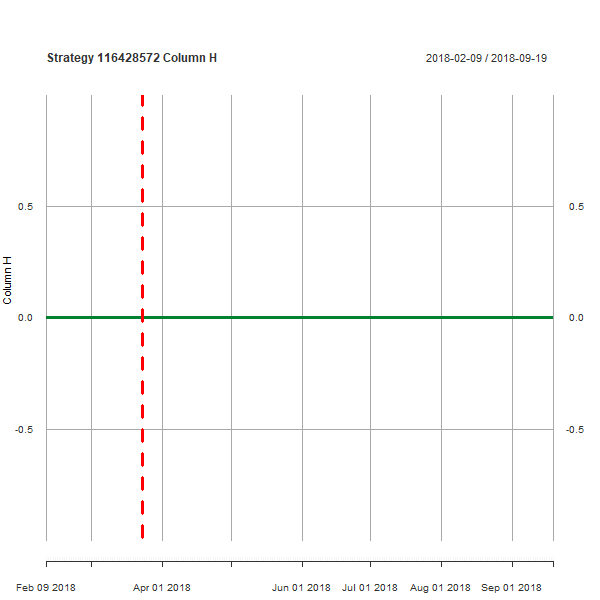 Strategy 116428572 Column H
2018-02-09 / 2018-09-19
0.5
0.5
Column H
0.0
0.0
-0.5
-0.5
Feb 09 2018
Apr 01 2018
Jun 01 2018
Jul 01 2018
Aug 01 2018
Sep 01 2018